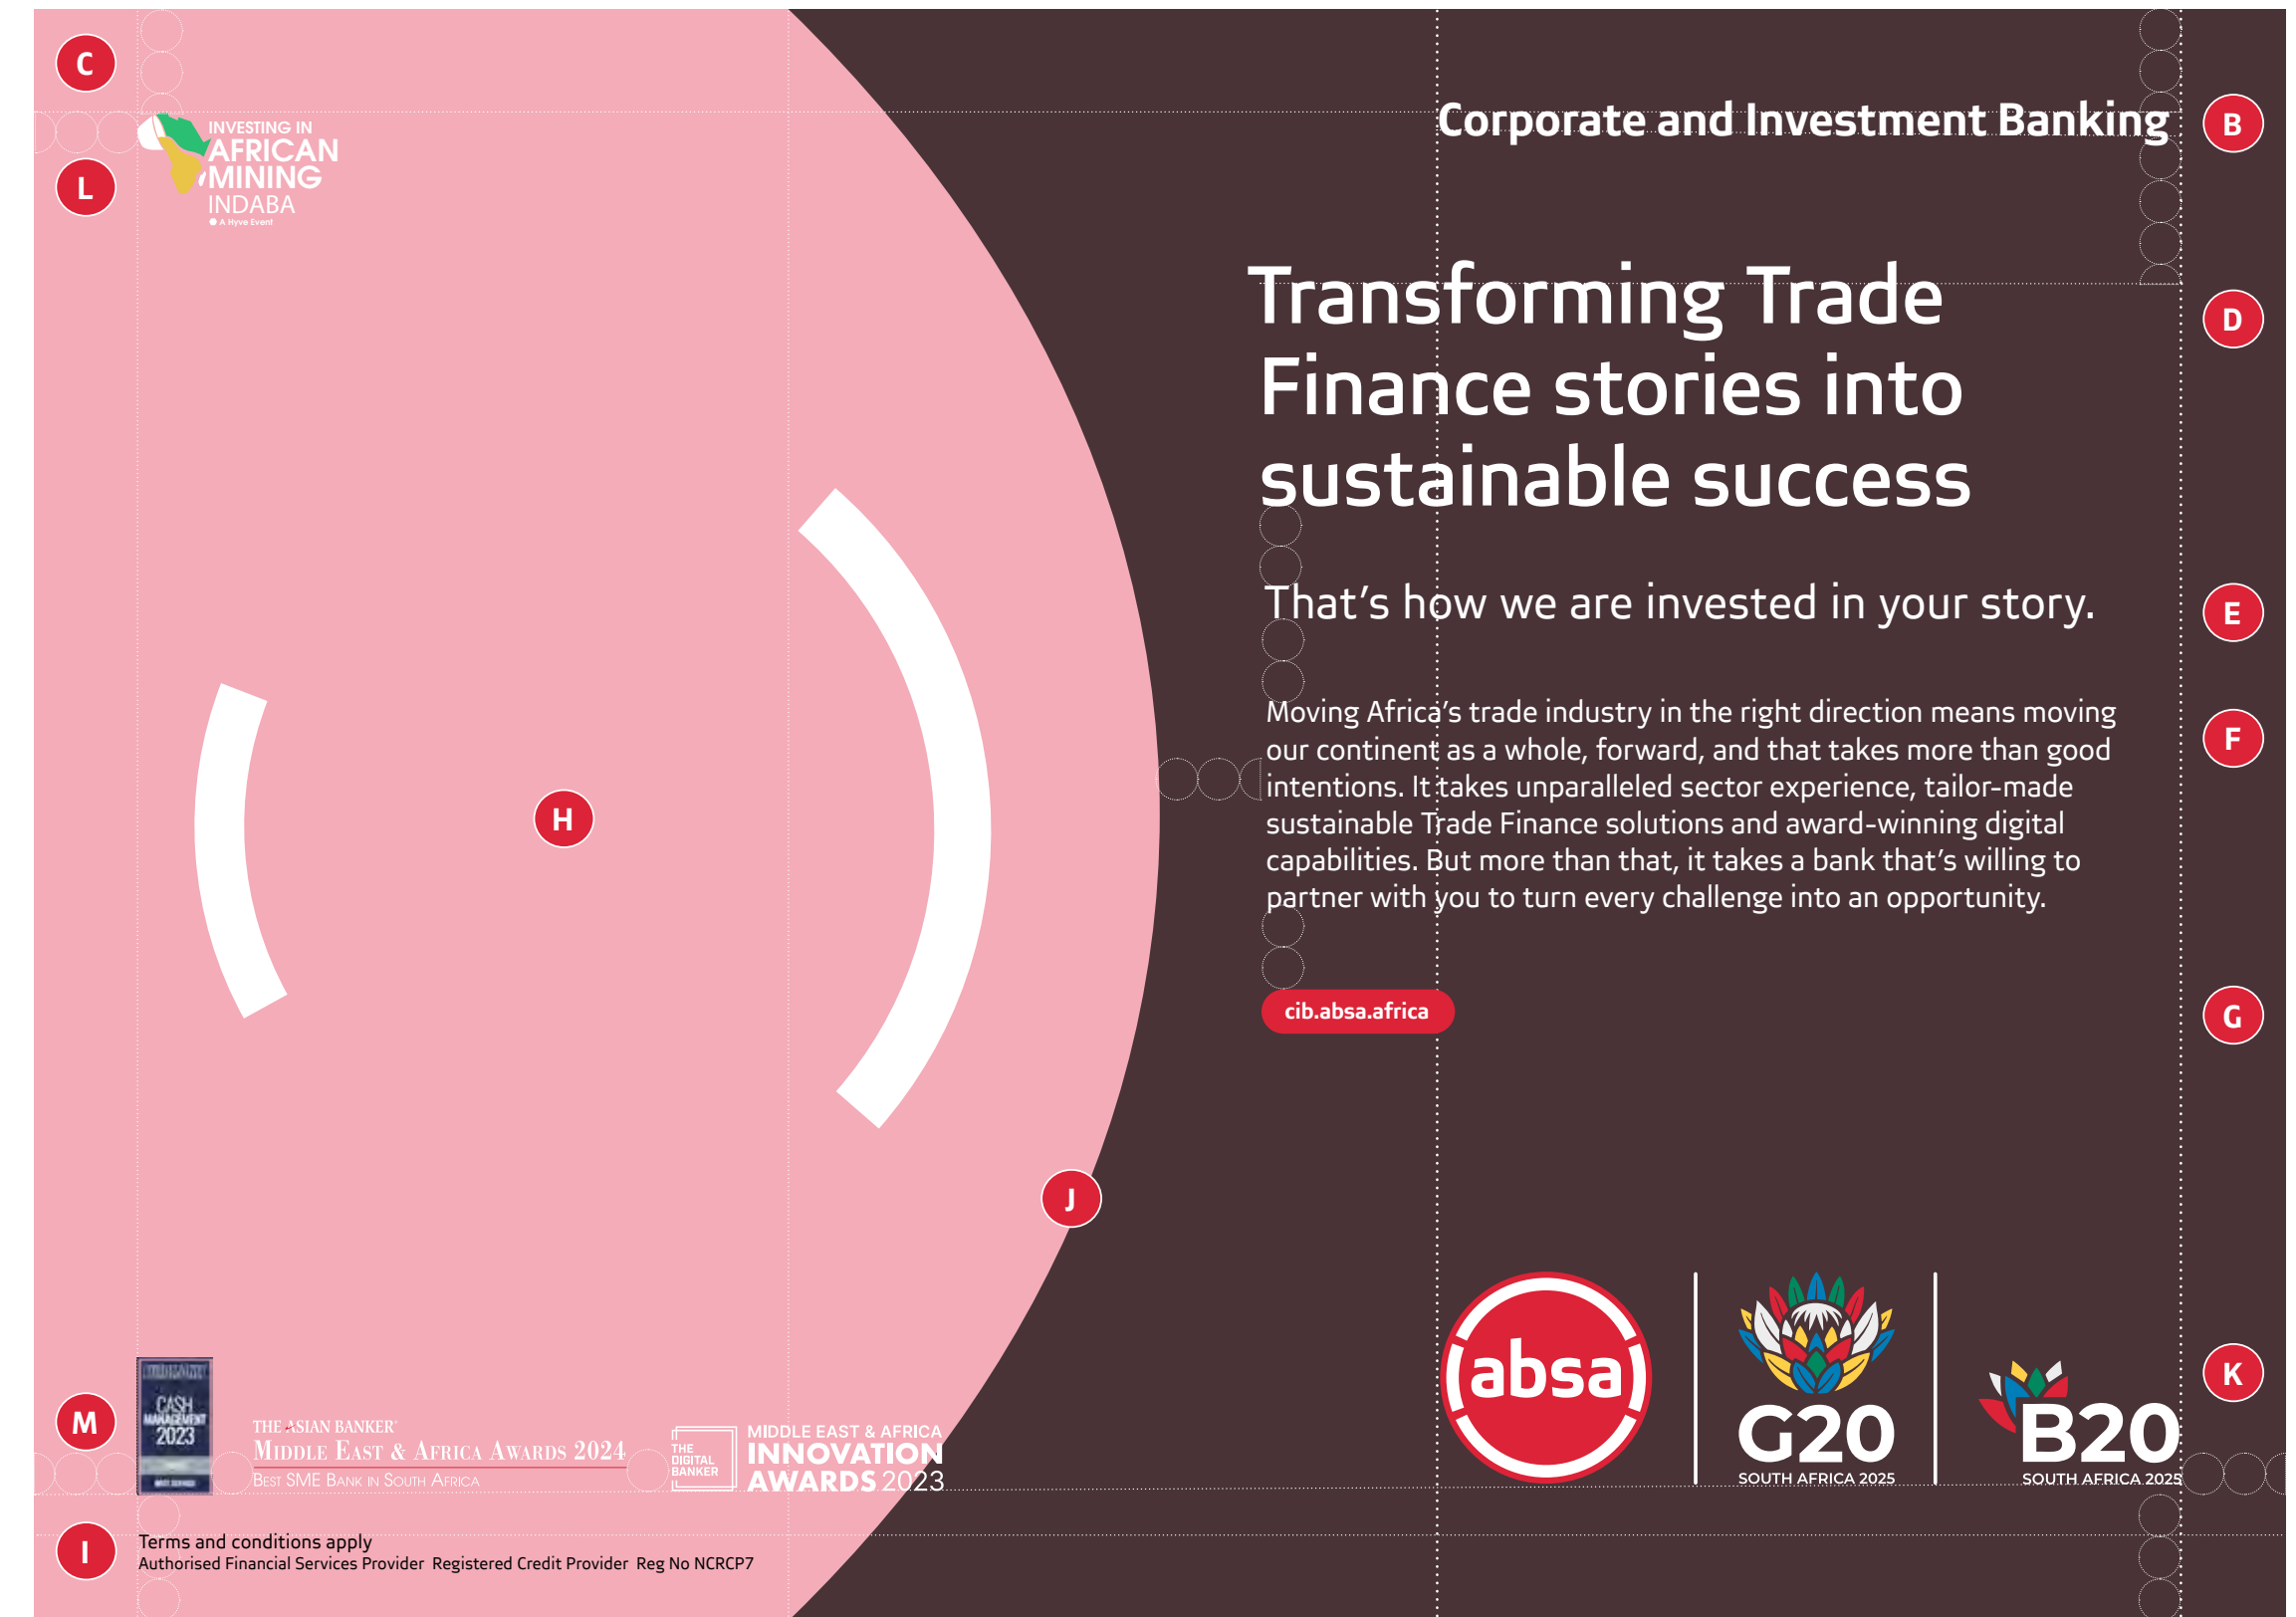 C
B
Corporate and Investment Banking
INVESTING IN
AFRICAN
MINING
INDABA
A Hyve Event
L
Transforming Trade
Finance stories into
sustainable success
D
That’s how we are invested in your story.
E
Moving Africa’s trade industry in the right direction means moving
our continent as a whole, forward, and that takes more than good
intentions. It takes unparalleled sector experience, tailor-made
sustainable Trade Finance solutions and award-winning digital
capabilities. But more than that, it takes a bank that’s willing to
partner with you to turn every challenge into an opportunity.
F
H
cib.absa.africa
G
J
absa
G20
SOUTH AFRICA 2025
B20
SOUTH AFRICA 2025
K
M
CASH
MANAGEMENT
2023
THE ASIAN BANKER
MIDDLE EAST & AFRICA AWARDS 2024
BEST SME BANK IN SOUTH AFRICA
THE
DIGITAL
BANKER
MIDDLE EAST & AFRICA
INNOVATION
AWARDS 2023
I
Terms and conditions apply
Authorised Financial Services Provider Registered Credit Provider Reg No NCRCP7